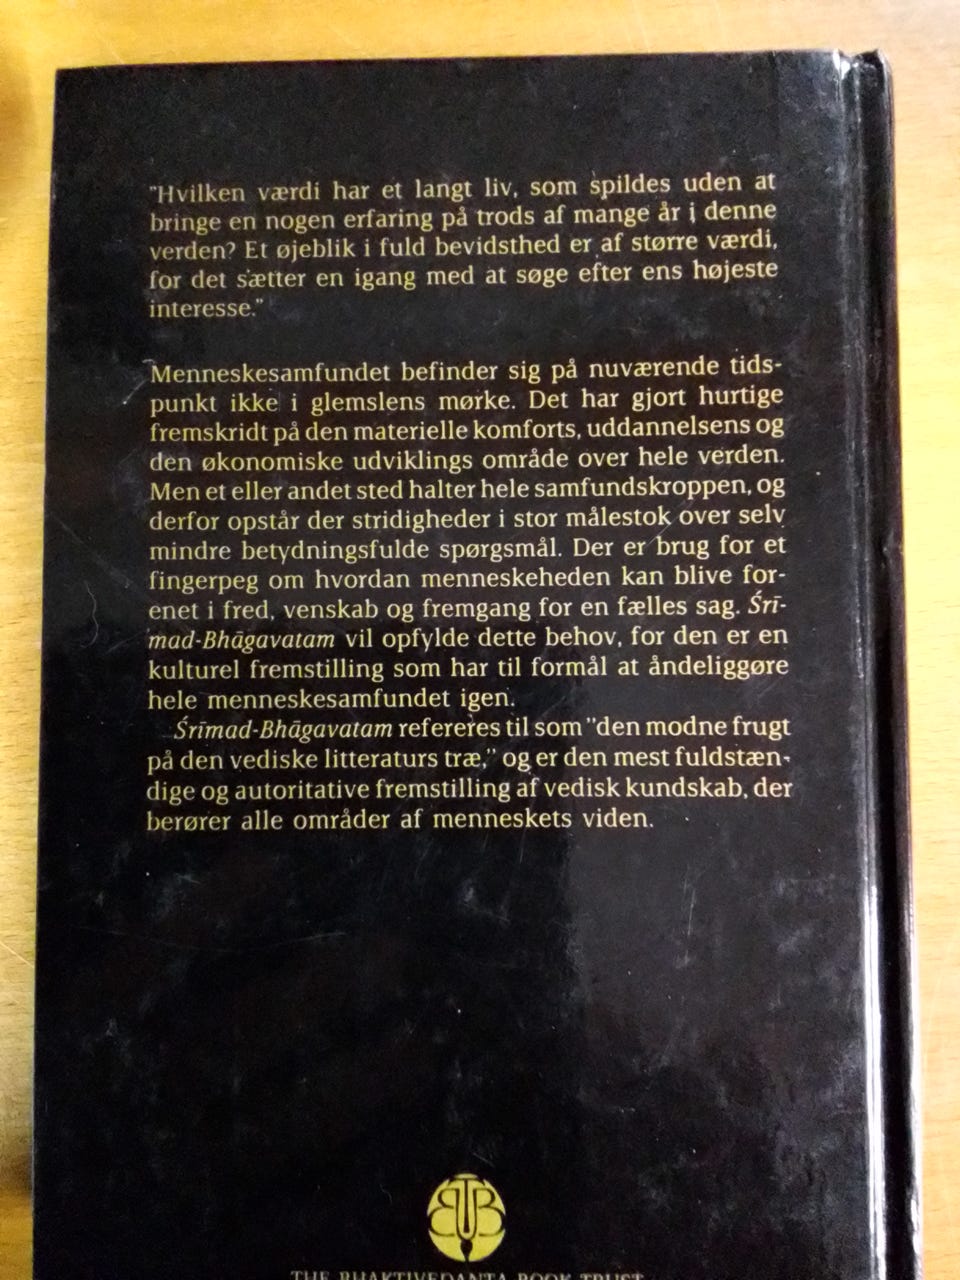 "Hvilken værdi har et langt liv, som spildes uden at
bringe en nogen erfaring på trods af mange år i denne
verden? Et øjeblik i fuld bevidsthed er af større værdi,
for det sætter en igang med at søge efter ens højeste
interesse."
Menneskesamfundet befinder sig på nuværende tids-
punkt ikke i glemslens mørke. Det har gjort hurtige
fremskridt på den materielle komforts, uddannelsens og
den økonomiske udviklings område over hele verden.
Men et eller andet sted halter hele samfundskroppen, og
derfor opstår der stridigheder i stor målestok over selv
mindre betydningsfulde spørgsmål. Der er brug for et
fingerpeg om hvordan menneskeheden kan blive for-
enet i fred, venskab og fremgang for en fælles sag. Śrī-
mad-Bhāgavatam vil opfylde dette behov, for den er en
kulturel fremstilling som har til formål at åndeliggøre
hele menneskesamfundet igen.
Śrīmad-Bhāgavatam refereres til som "den modne frugt
på den vediske litteraturs træ," og er den mest fuldstæn-
dige og autoritative fremstilling af vedisk kundskab, der
berører alle områder af menneskets viden.
BTB
THE BHAKTIVEDANTA BOOK TRUST